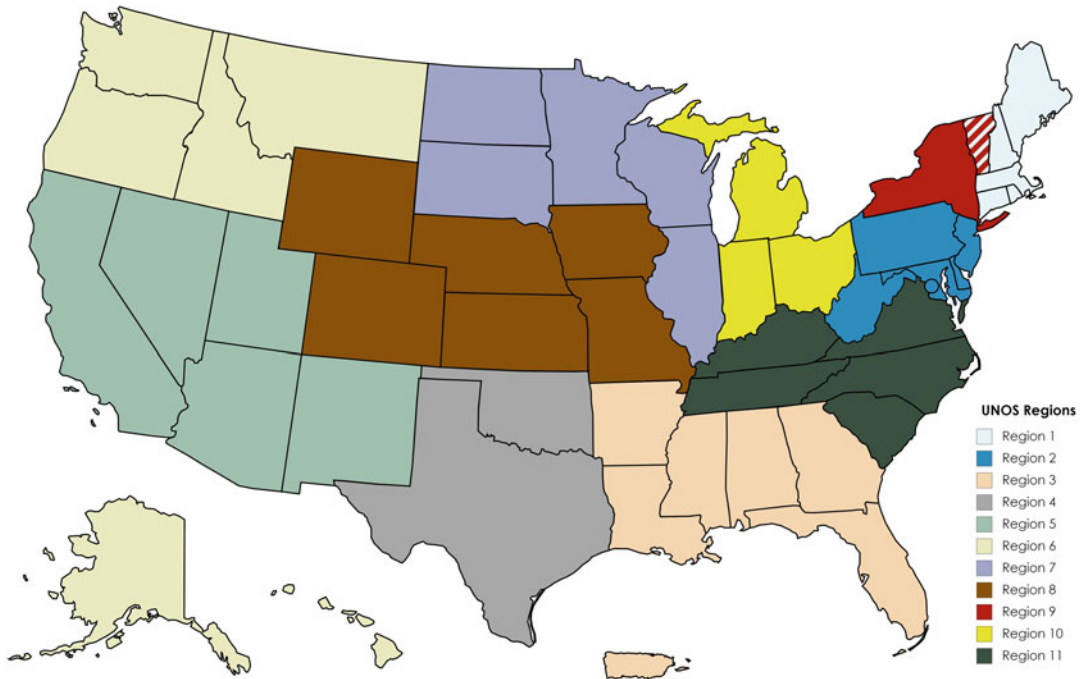 UNOS Regions
Region 1
Region 2
Region 3
Region 4
Region 5
Region 6
Region 7
Region 8
Region 9
Region 10
Region 11